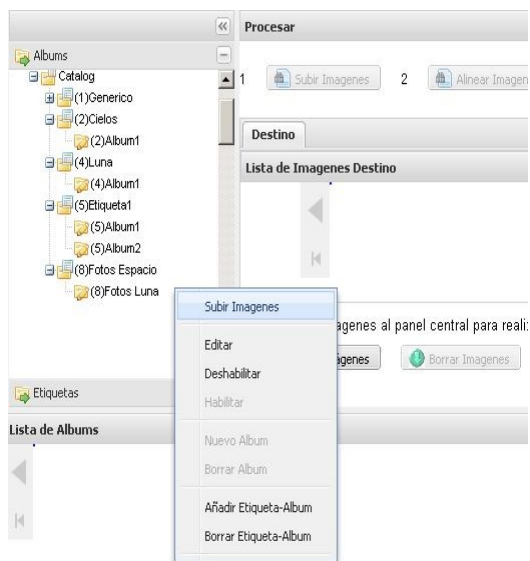 Procesar
Albums
Catalog
(1)Generico
(2)Cielos
(2)Album1
(4)Luna
(4)Album1
(5)Etiqueta1
(5)Album1
(5)Album2
(8)Fotos Espacio
(8)Fotos Luna
Etiquetas
Lista de Albums
1 Subir Imagenes 2 Alinear Imagen
Destino
Lista de Imagenes Destino
agenes al panel central para reali
ágenes Borrar Imagenes
Subir Imagenes
Editar
Deshabilitar
Habilitar
Nuevo Album
Borrar Album
Añadir Etiqueta-Album
Borrar Etiqueta-Album